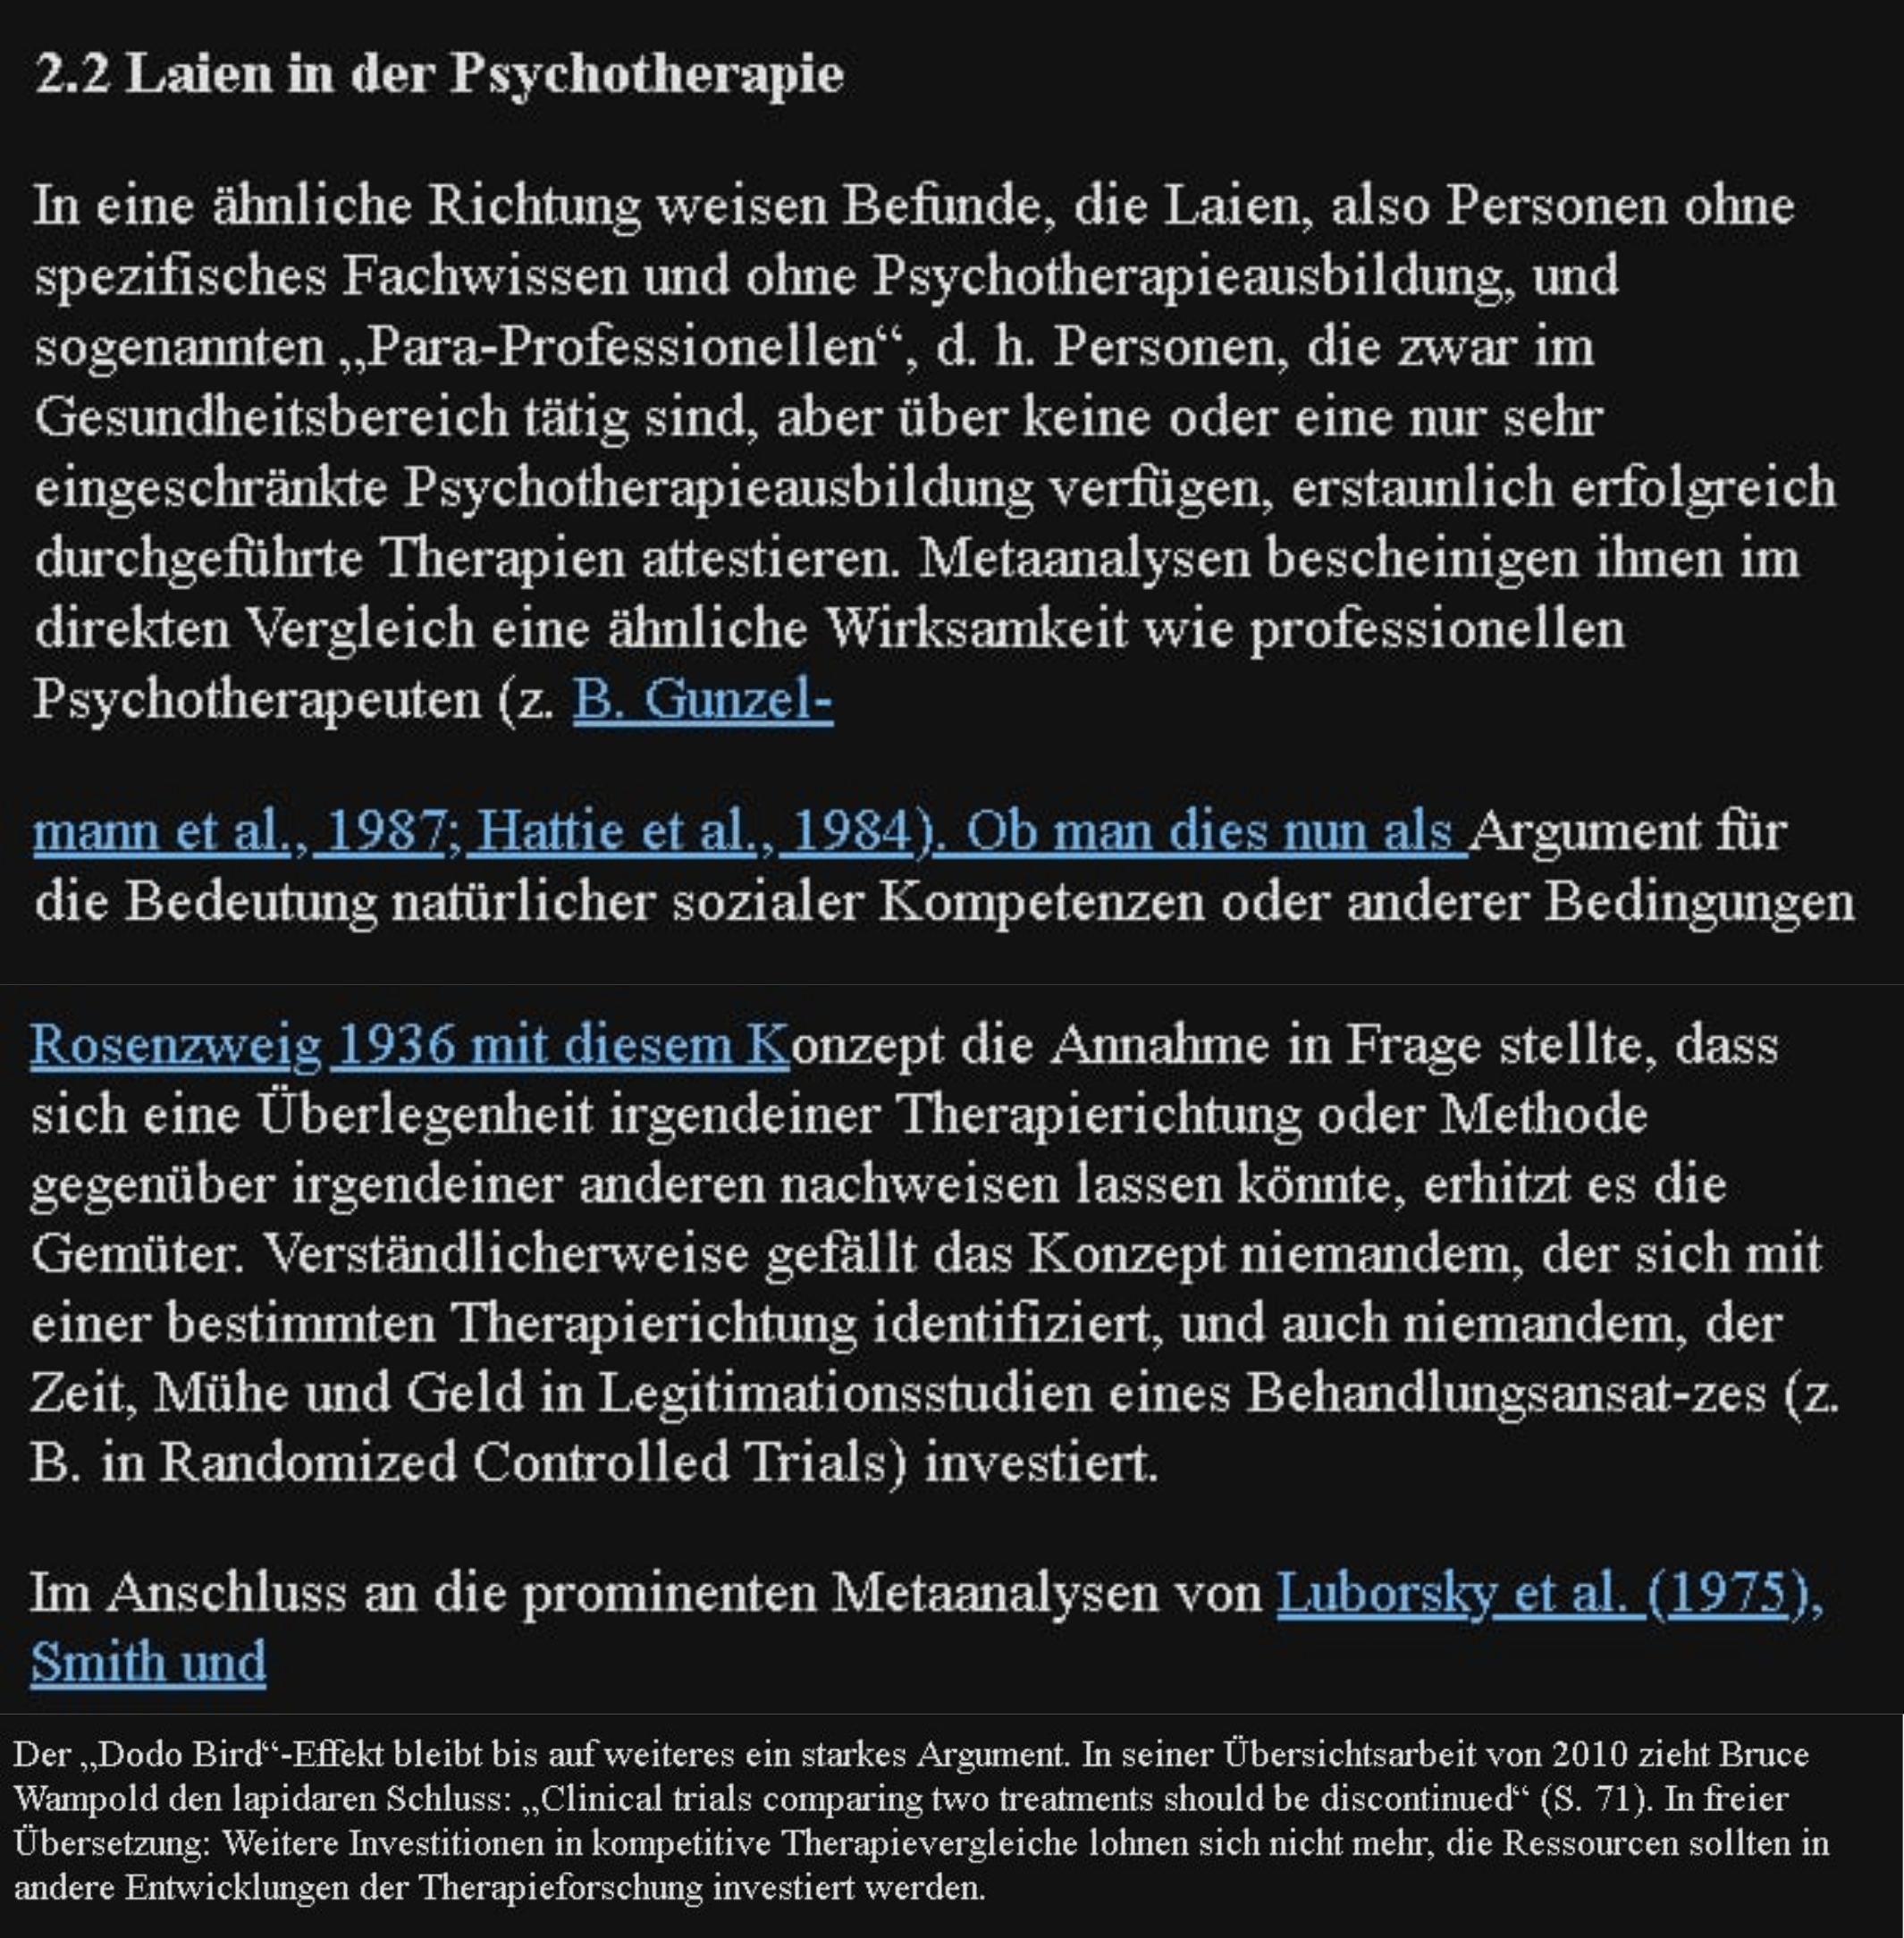 2.2 Laien in der Psychotherapie
In eine ähnliche Richtung weisen Befunde, die Laien, also Personen ohne
spezifisches Fachwissen und ohne Psychotherapieausbildung, und
sogenannten „Para-Professionellen“, d. h. Personen, die zwar im
Gesundheitsbereich tätig sind, aber über keine oder eine nur sehr
eingeschränkte Psychotherapieausbildung verfügen, erstaunlich erfolgreich
durchgeführte Therapien attestieren. Metaanalysen bescheinigen ihnen im
direkten Vergleich eine ähnliche Wirksamkeit wie professionellen
Psychotherapeuten (z. B. Gunzel-
mann et al., 1987; Hattie et al., 1984). Ob man dies nun als Argument für
die Bedeutung natürlicher sozialer Kompetenzen oder anderer Bedingungen
Rosenzweig 1936 mit diesem Konzept die Annahme in Frage stellte, dass
sich eine Überlegenheit irgendeiner Therapierichtung oder Methode
gegenüber irgendeiner anderen nachweisen lassen könnte, erhitzt es die
Gemüter. Verständlicherweise gefällt das Konzept niemandem, der sich mit
einer bestimmten Therapierichtung identifiziert, und auch niemandem, der
Zeit, Mühe und Geld in Legitimationsstudien eines Behandlungsansat-zes (z.
B. in Randomized Controlled Trials) investiert.
Im Anschluss an die prominenten Metaanalysen von Luborsky et al. (1975),
Smith und
Der „Dodo Bird“-Effekt bleibt bis auf weiteres ein starkes Argument. In seiner Übersichtsarbeit von 2010 zieht Bruce
Wampold den lapidaren Schluss: „Clinical trials comparing two treatments should be discontinued“ (S. 71). In freier
Übersetzung: Weitere Investitionen in kompetitive Therapievergleiche lohnen sich nicht mehr, die Ressourcen sollten in
andere Entwicklungen der Therapieforschung investiert werden.